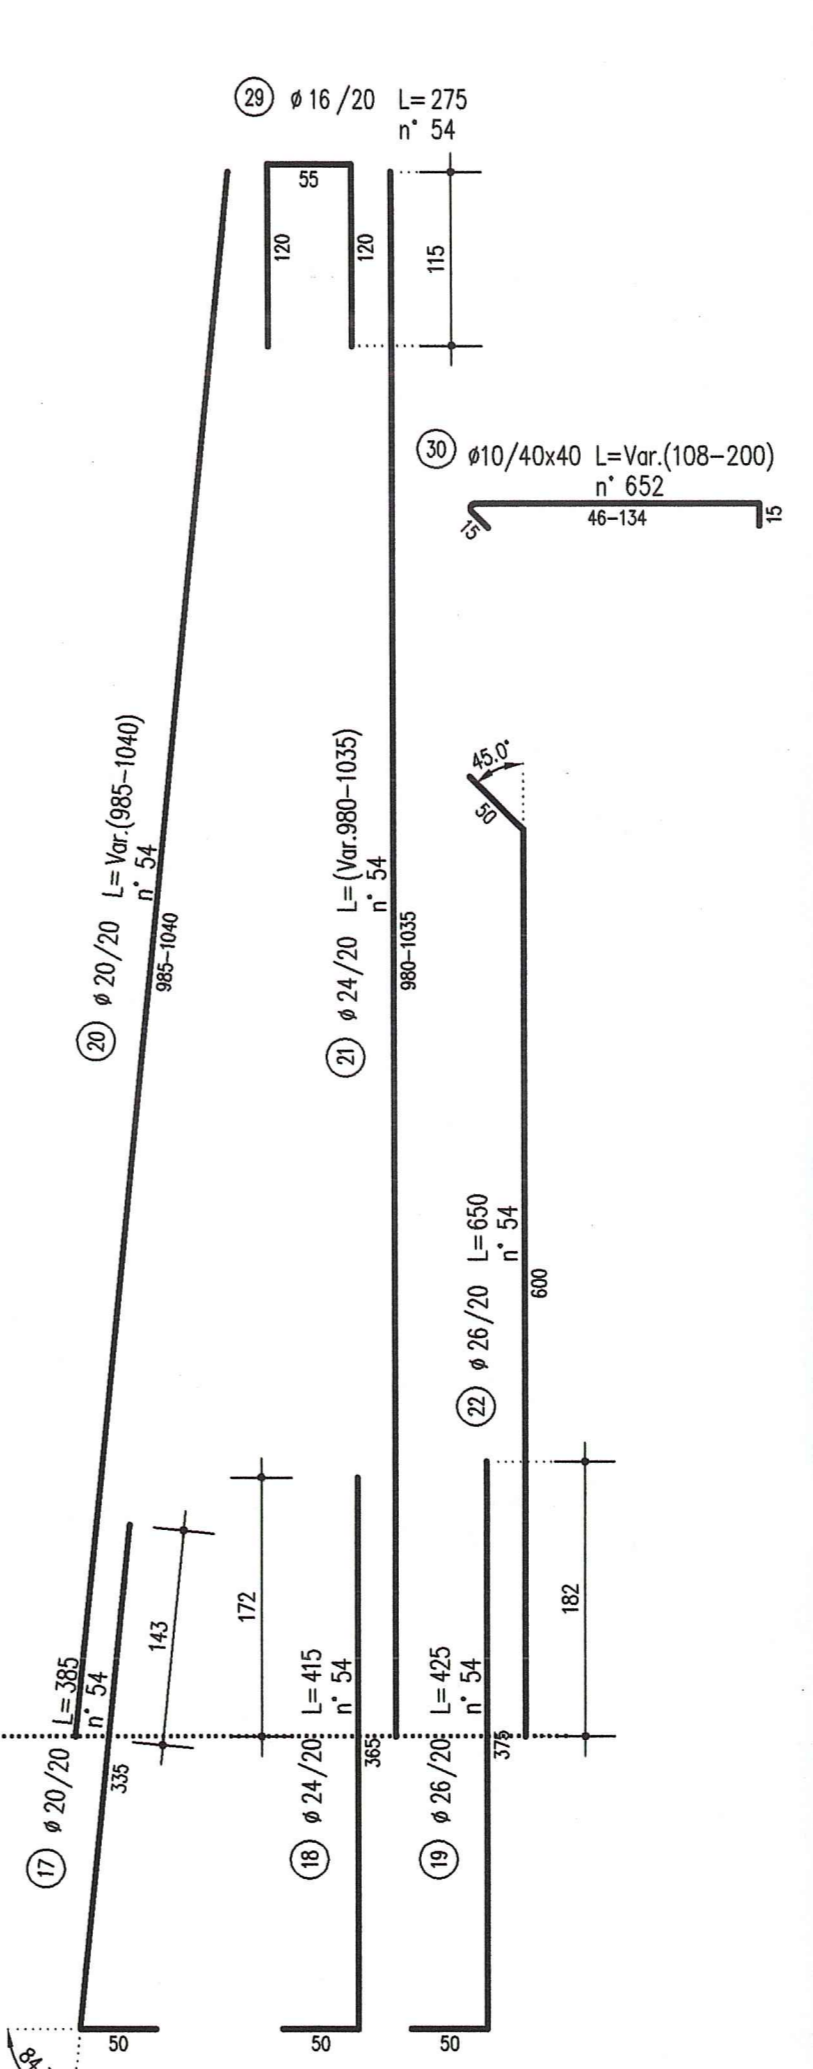 29 ø 16/20 L=275
n° 54
55
120
120
115
30 ø10/40x40 L=Var.(108-200)
n° 652
46-134
15
15
20 ø 20/20 L=Var.(985-1040)
n° 54
985-1040
21 ø 24/20 L=(Var.980-1035)
n° 54
980-1035
45.0°
50
22 ø 26/20 L=650
n° 54
600
143
172
182
17 ø 20/20 L=385
n° 54
335
18 ø 24/20 L=415
n° 54
365
19 ø 26/20 L=425
n° 54
375
50
50
50